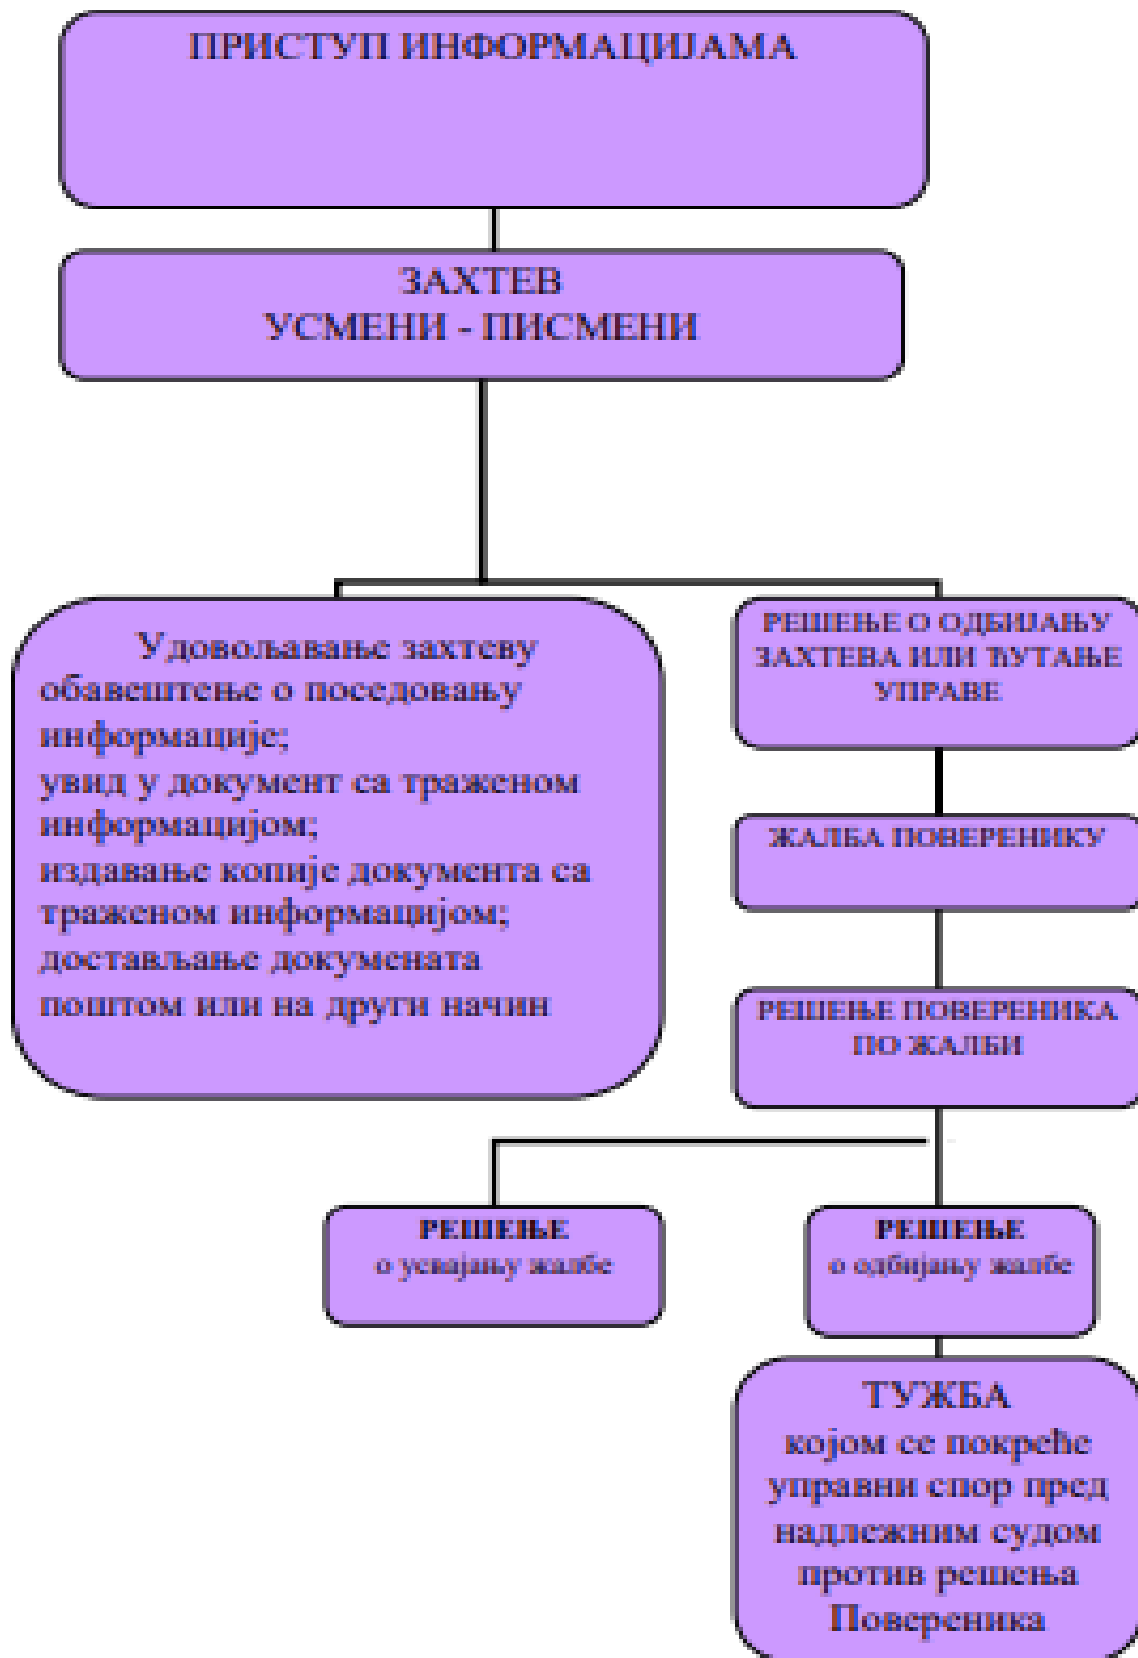 ПРИСТУП ИНФОРМАЦИЈАМА
ЗАХТЕВ
УСМЕНИ - ПИСМЕНИ
Удовољавање захтеву
обавештење о поседовању
информације;
увид у документ са траженом
информацијом;
издавање копије документа са
траженом информацијом;
достављање докумената
поштом или на други начин
РЕШЕЊЕ О ОДБИЈАЊУ
ЗАХТЕВА ИЛИ ЋУТАЊЕ
УПРАВЕ
ЖАЛБА ПОВЕРЕНИКУ
РЕШЕЊЕ ПОВЕРЕНИКА
ПО ЖАЛБИ
РЕШЕЊЕ
о усвајању жалбе
РЕШЕЊЕ
о одбијању жалбе
ТУЖБА
којом се покреће
управни спор пред
надлежним судом
против решења
Повереника